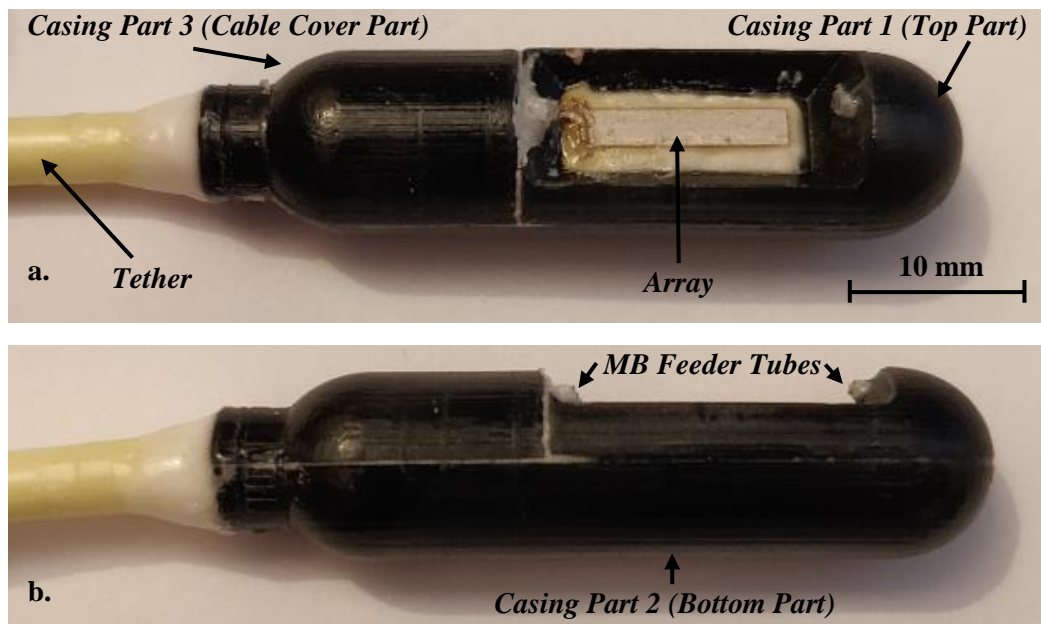 Casing Part 3 (Cable Cover Part)
Casing Part 1 (Top Part)
a.
Tether
Array
10 mm
MB Feeder Tubes
b.
Casing Part 2 (Bottom Part)